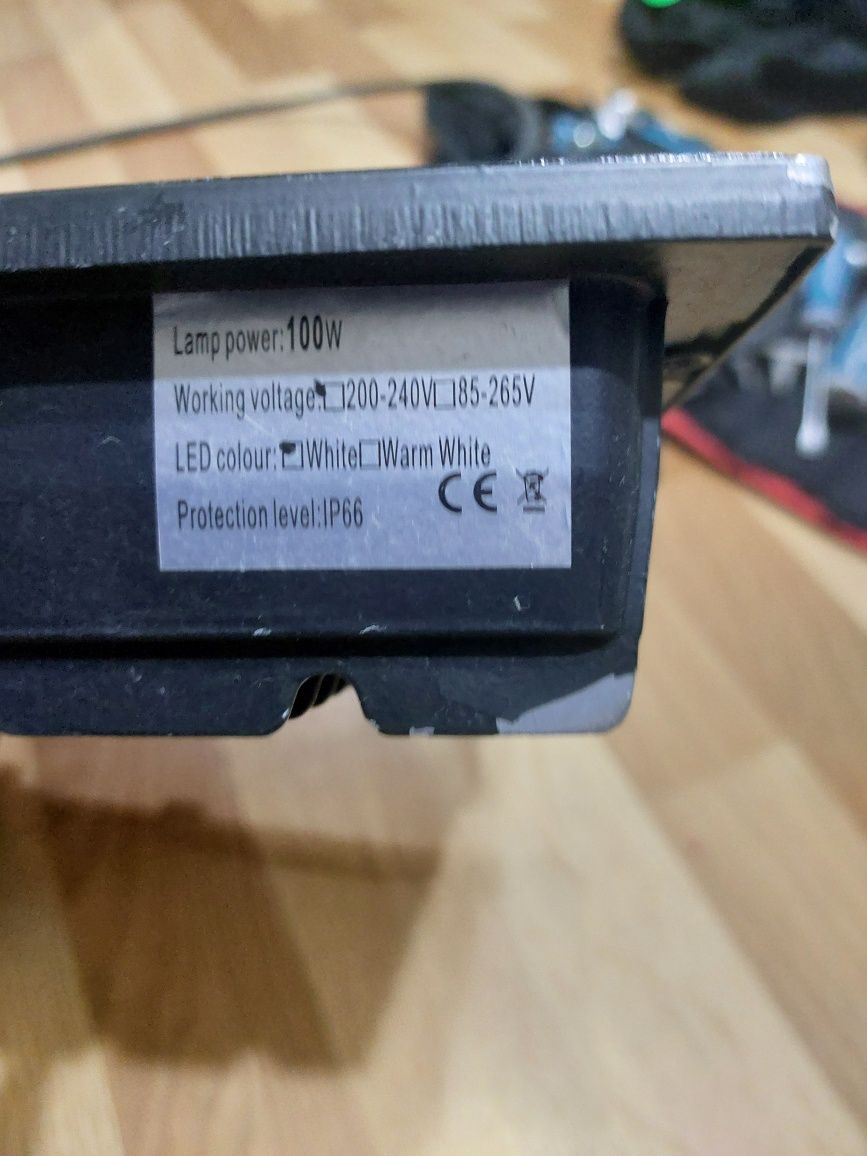 Lamp power:100W
Working voltage:☑200-240V☐85-265V
LED colour:☑White☐Warm White
CE
Protection level:IP66